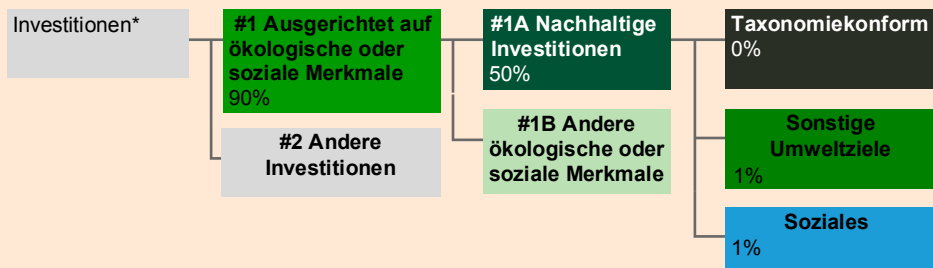 Investitionen*
#1 Ausgerichtet auf
ökologische oder
soziale Merkmale
90%
#2 Andere
Investitionen
#1A Nachhaltige
Investitionen
50%
#1B Andere
ökologische oder
soziale Merkmale
Taxonomiekonform
0%
Sonstige
Umweltziele
1%
Soziales
1%